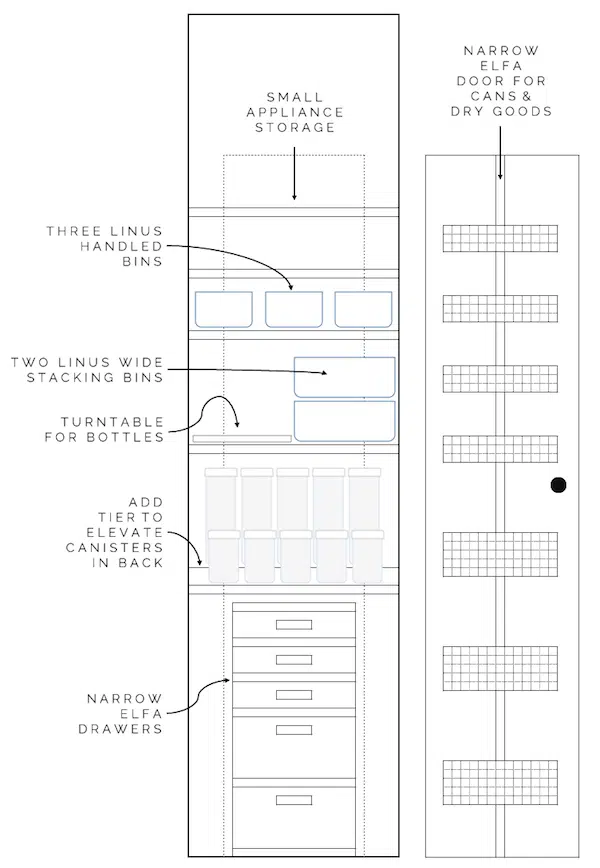 NARROW
ELFA
DOOR FOR
CANS &
DRY GOODS
SMALL
APPLIANCE
STORAGE
THREE LINUS
HANDLED
BINS
TWO LINUS WIDE
STACKING BINS
TURNTABLE
FOR BOTTLES
ADD
TIER TO
ELEVATE
CANISTERS
IN BACK
NARROW
ELFA
DRAWERS